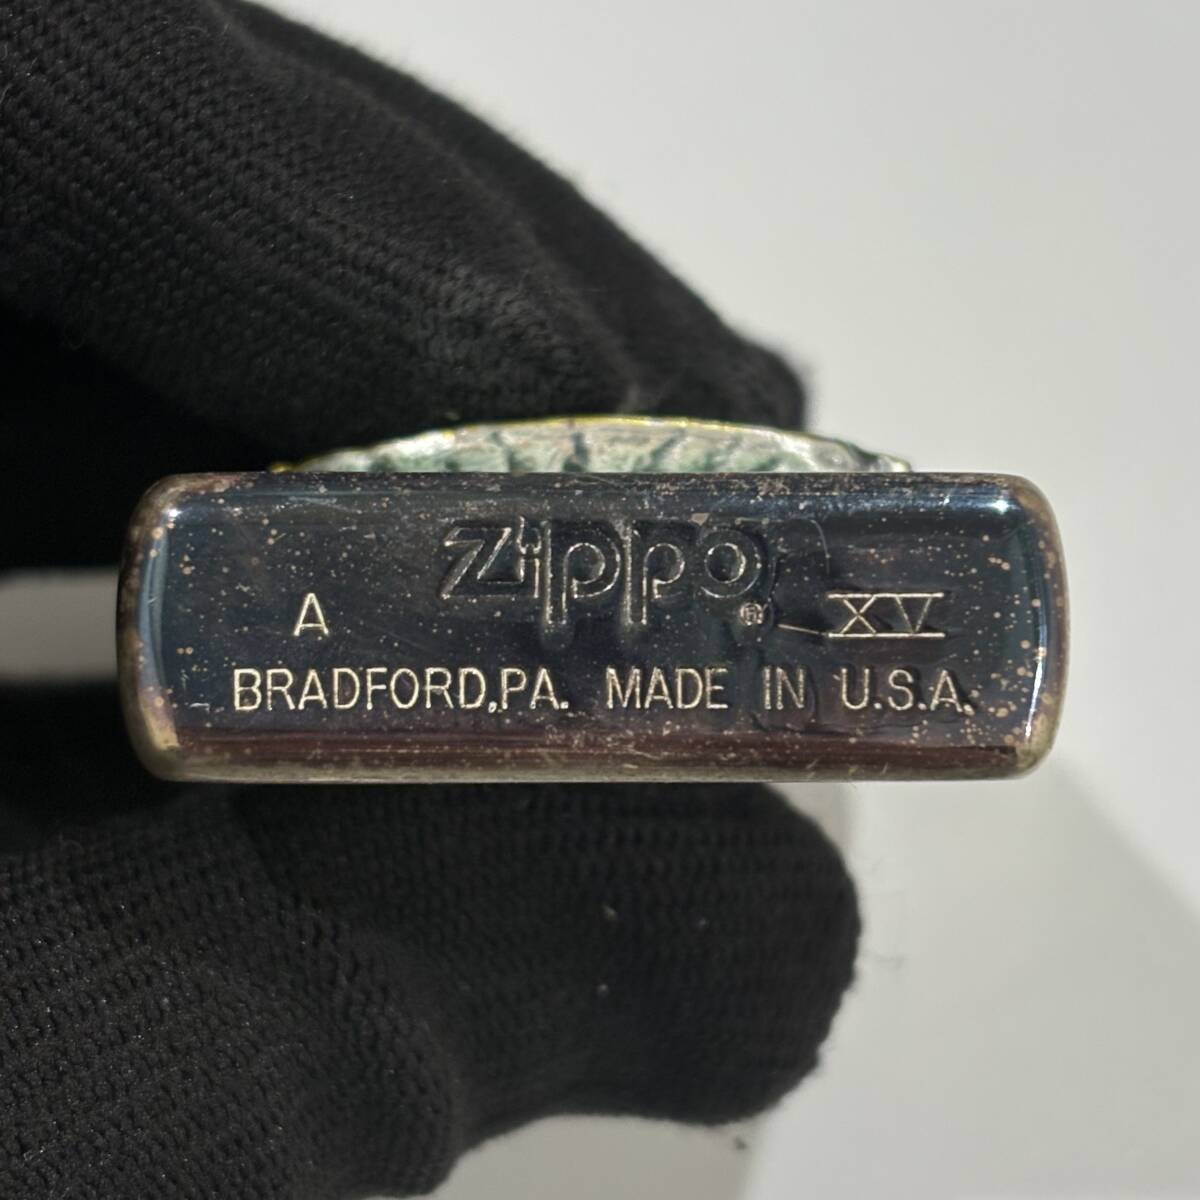 Zippo ®
A XV
BRADFORD,PA. MADE IN U.S.A.